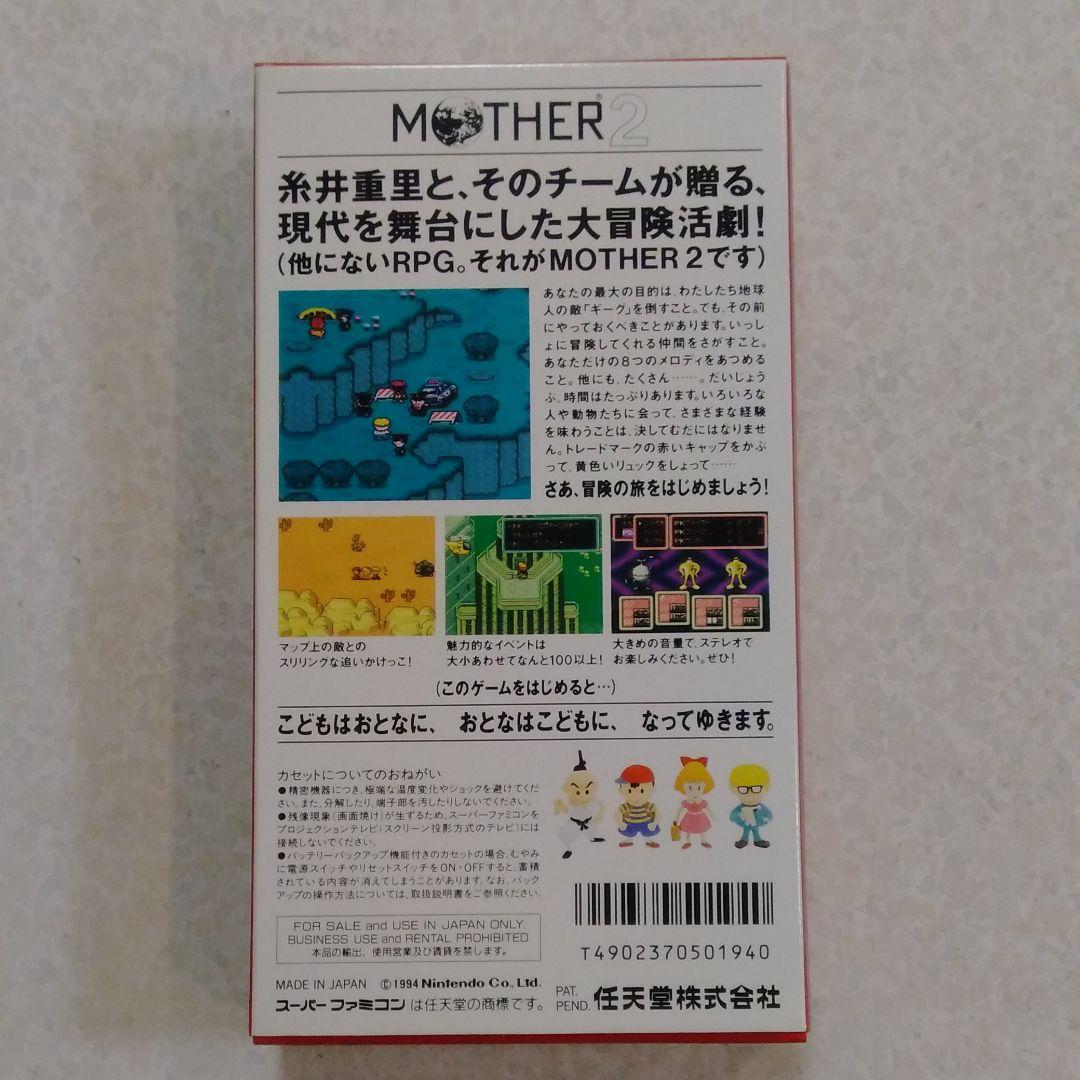 MOTHER® 2
糸井重里と、そのチームが贈る、
現代を舞台にした大冒険活劇！
(他にないRPG。それがMOTHER 2です)
あなたの最大の目的は、わたしたち地球
人の敵「ギーグ」を倒すこと。でも、その前
にやっておくべきことがあります。いっし
ょに冒険してくれる仲間をさがすこと。
あなただけの8つのメロディをあつめる
こと。他にも、たくさん……。だいじょう
ぶ、時間はたっぷりあります。いろいろな
人や動物たちに会って、さまざまな経験
を味わうことは、決してむだにはなりませ
ん。トレードマークの赤いキャップをかぶ
って、黄色いリュックをしょって……
さあ、冒険の旅をはじめましょう！
マップ上の敵との
スリリングな追いかけっこ！
魅力的なイベントは
大小あわせてなんと100以上！
大きめの音量で、ステレオで
お楽しみください。ぜひ！
(このゲームをはじめると…)
こどもはおとなに、 おとなはこどもに、 なってゆきます。
カセットについてのおねがい
●精密機器につき、極端な温度変化やショックを避けてくだ
さい。また、分解したり、端子部を汚したりしないでください。
●残像現象(画面焼け)が生ずるため、スーパーファミコンを
プロジェクションテレビ(スクリーン投影方式のテレビ)には
接続しないでください。
●バッテリーバックアップ機能付きのカセットの場合、むやみ
に電源スイッチやリセットスイッチをON・OFFすると、蓄積
されている内容が消えてしまうことがあります。なお、バック
アップの操作方法については、取扱説明書をご参照ください。
FOR SALE and USE IN JAPAN ONLY.
BUSINESS USE and RENTAL PROHIBITED.
本品の輸出、使用営業及び賃貸を禁じます。
T4902370501940
MADE IN JAPAN ©1994 Nintendo Co., Ltd.
スーパーファミコンは任天堂の商標です。
PAT.
PEND.
任天堂株式会社